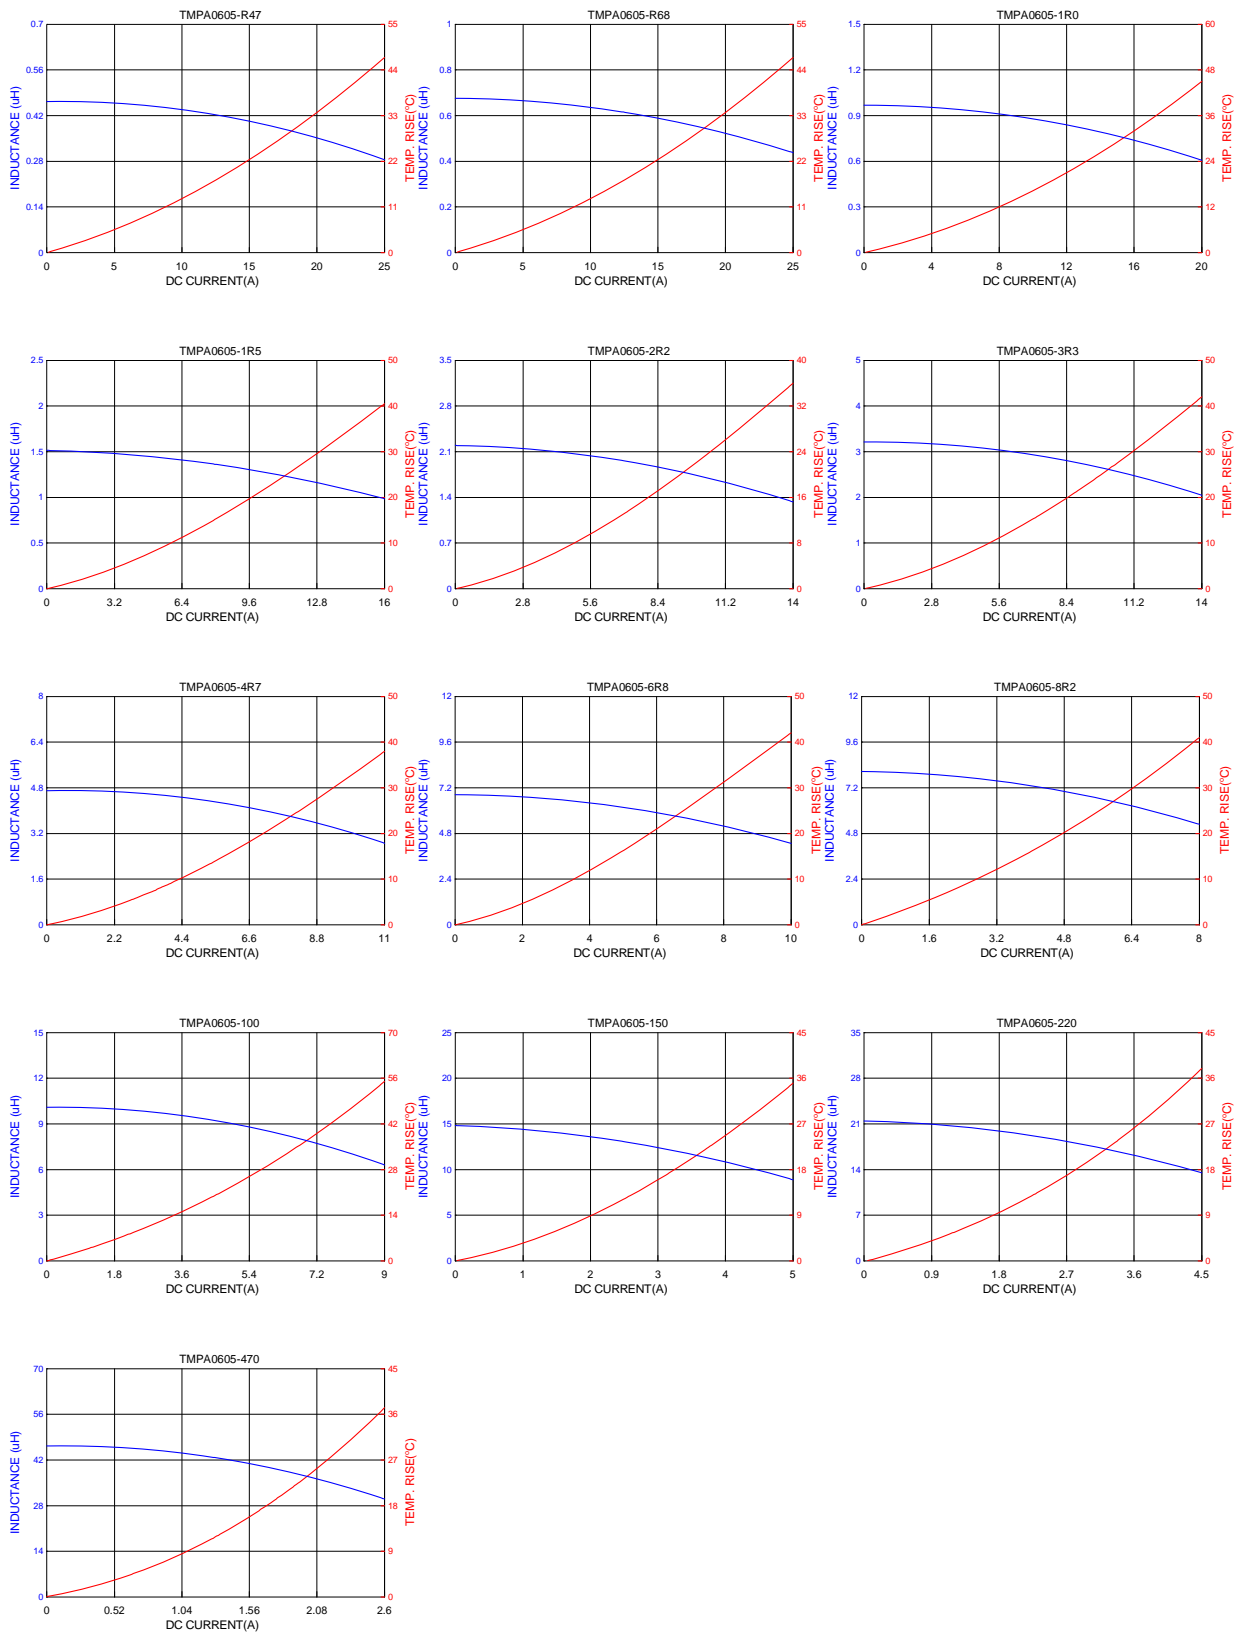 TMPA0605-R47
0.7
0.56
0.42
0.28
0.14
0
55
44
33
22
11
0
0 5 10 15 20 25
INDUCTANCE (uH)
TEMP. RISE(°C)
DC CURRENT(A)
TMPA0605-R68
1
0.8
0.6
0.4
0.2
0
55
44
33
22
11
0
0 5 10 15 20 25
INDUCTANCE (uH)
TEMP. RISE(°C)
DC CURRENT(A)
TMPA0605-1R0
1.5
1.2
0.9
0.6
0.3
0
60
48
36
24
12
0
0 4 8 12 16 20
INDUCTANCE (uH)
TEMP. RISE(°C)
DC CURRENT(A)
TMPA0605-1R5
2.5
2
1.5
1
0.5
0
50
40
30
20
10
0
0 3.2 6.4 9.6 12.8 16
INDUCTANCE (uH)
TEMP. RISE(°C)
DC CURRENT(A)
TMPA0605-2R2
3.5
2.8
2.1
1.4
0.7
0
40
32
24
16
8
0
0 2.8 5.6 8.4 11.2 14
INDUCTANCE (uH)
TEMP. RISE(°C)
DC CURRENT(A)
TMPA0605-3R3
5
4
3
2
1
0
50
40
30
20
10
0
0 2.8 5.6 8.4 11.2 14
INDUCTANCE (uH)
TEMP. RISE(°C)
DC CURRENT(A)
TMPA0605-4R7
8
6.4
4.8
3.2
1.6
0
50
40
30
20
10
0
0 2.2 4.4 6.6 8.8 11
INDUCTANCE (uH)
TEMP. RISE(°C)
DC CURRENT(A)
TMPA0605-6R8
12
9.6
7.2
4.8
2.4
0
50
40
30
20
10
0
0 2 4 6 8 10
INDUCTANCE (uH)
TEMP. RISE(°C)
DC CURRENT(A)
TMPA0605-8R2
12
9.6
7.2
4.8
2.4
0
50
40
30
20
10
0
0 1.6 3.2 4.8 6.4 8
INDUCTANCE (uH)
TEMP. RISE(°C)
DC CURRENT(A)
TMPA0605-100
15
12
9
6
3
0
70
56
42
28
14
0
0 1.8 3.6 5.4 7.2 9
INDUCTANCE (uH)
TEMP. RISE(°C)
DC CURRENT(A)
TMPA0605-150
25
20
15
10
5
0
45
36
27
18
9
0
0 1 2 3 4 5
INDUCTANCE (uH)
TEMP. RISE(°C)
DC CURRENT(A)
TMPA0605-220
35
28
21
14
7
0
45
36
27
18
9
0
0 0.9 1.8 2.7 3.6 4.5
INDUCTANCE (uH)
TEMP. RISE(°C)
DC CURRENT(A)
TMPA0605-470
70
56
42
28
14
0
45
36
27
18
9
0
0 0.52 1.04 1.56 2.08 2.6
INDUCTANCE (uH)
TEMP. RISE(°C)
DC CURRENT(A)